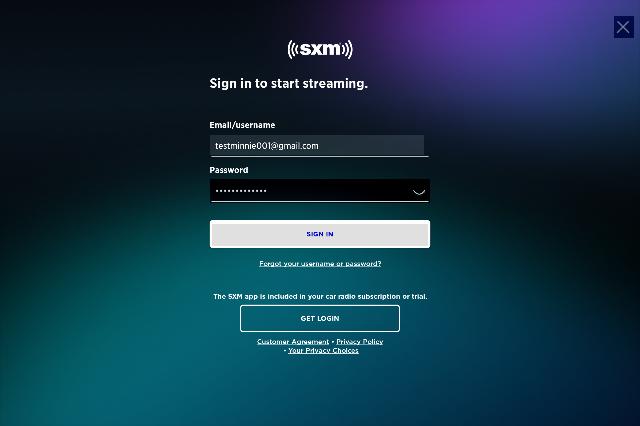 ((sxm))
Sign in to start streaming.
Email/username
testminnie001@gmail.com
Password
•••••••••••••
SIGN IN
Forgot your username or password?
The SXM app is included in your car radio subscription or trial.
GET LOGIN
Customer Agreement • Privacy Policy
• Your Privacy Choices